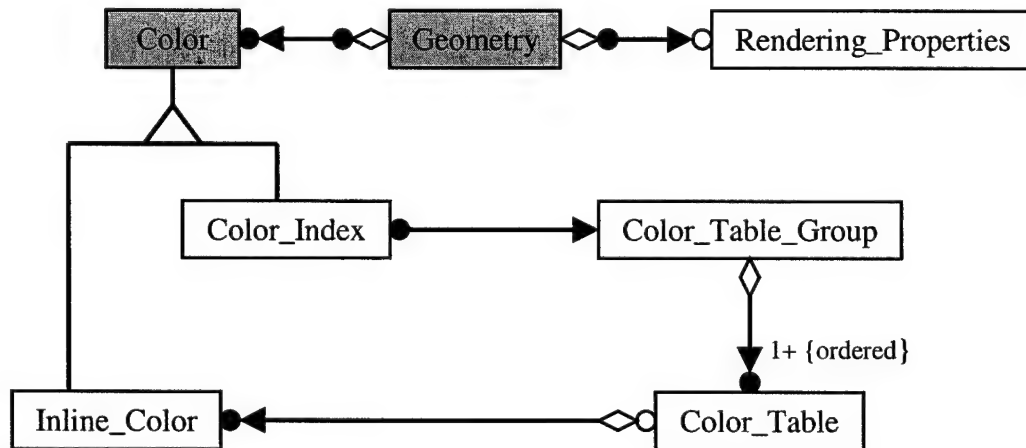 Color
Geometry
Rendering_Properties
Color_Index
Color_Table_Group
1+ {ordered}
Inline_Color
Color_Table